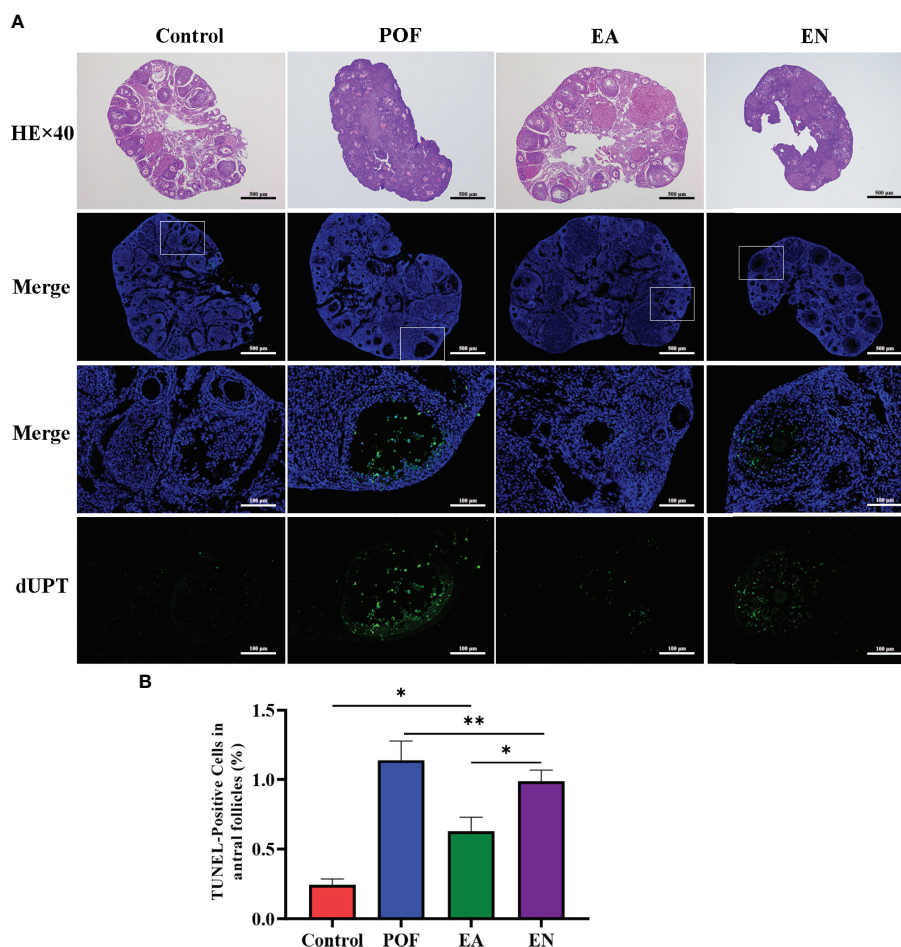 A
Control POF EA EN
HE×40
500 μm 500 μm 500 μm 500 μm
Merge
500 μm 500 μm 500 μm 500 μm
Merge
100 μm 100 μm 100 μm 100 μm
dUPT
100 μm 100 μm 100 μm 100 μm
B
TUNEL-Positive Cells in
antral follicles (%)
1.5
1.0
0.5
0.0
*
**
*
Control POF EA EN